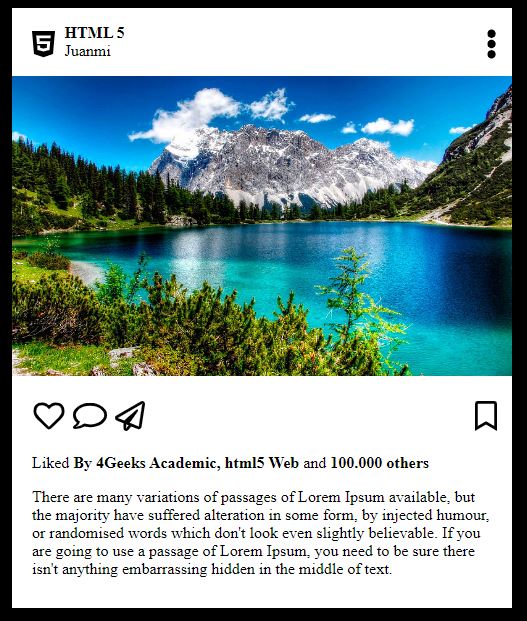 HTML 5
Juanmi
Liked By 4Geeks Academic, html5 Web and 100.000 others
There are many variations of passages of Lorem Ipsum available, but
the majority have suffered alteration in some form, by injected humour,
or randomised words which don't look even slightly believable. If you
are going to use a passage of Lorem Ipsum, you need to be sure there
isn't anything embarrassing hidden in the middle of text.